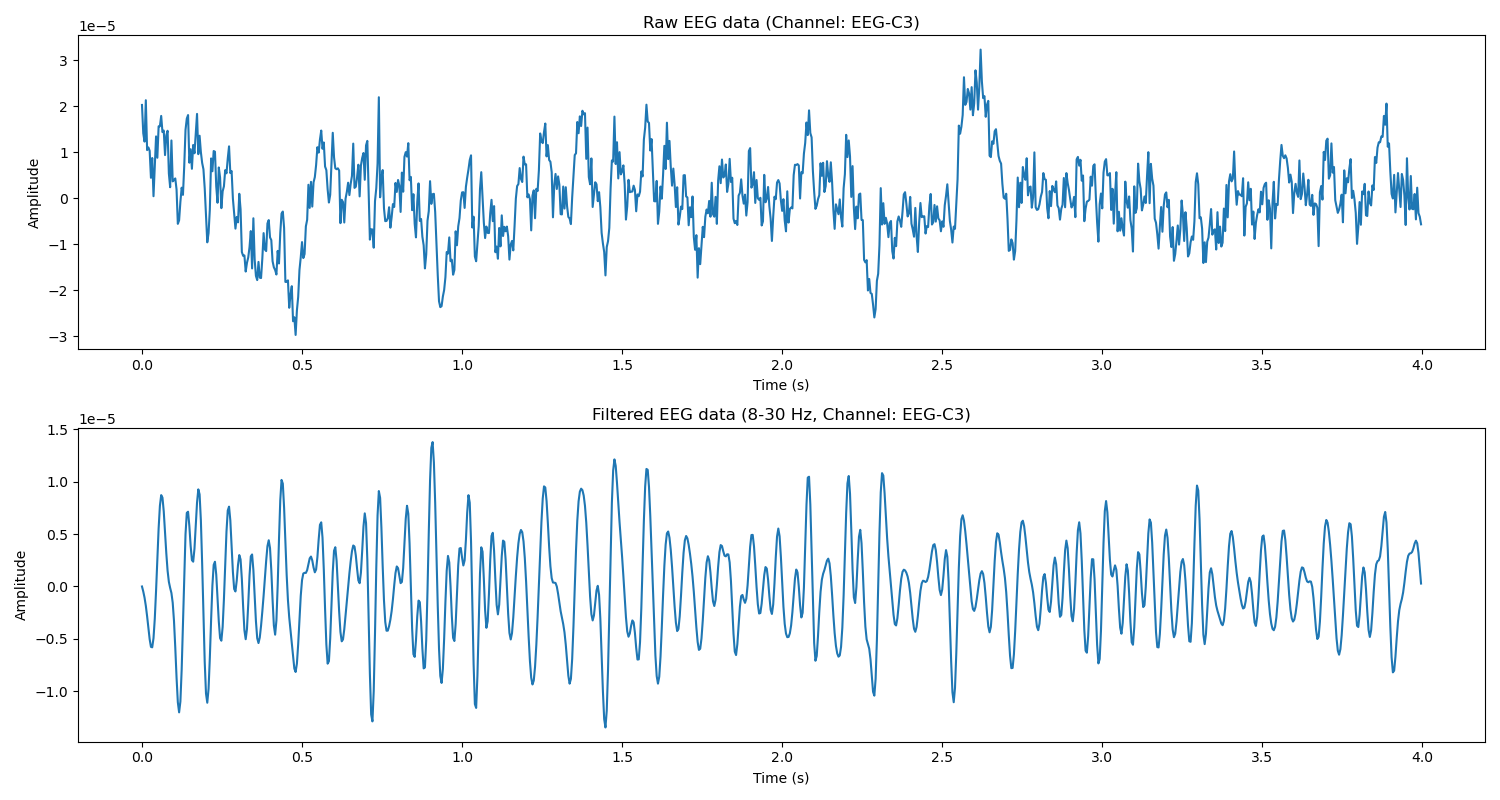 Raw EEG data (Channel: EEG-C3)
1e−5
3
2
1
0
−1
−2
−3
Amplitude
0.0 0.5 1.0 1.5 2.0 2.5 3.0 3.5 4.0
Time (s)
Filtered EEG data (8-30 Hz, Channel: EEG-C3)
1e−5
1.5
1.0
0.5
0.0
−0.5
−1.0
Amplitude
0.0 0.5 1.0 1.5 2.0 2.5 3.0 3.5 4.0
Time (s)